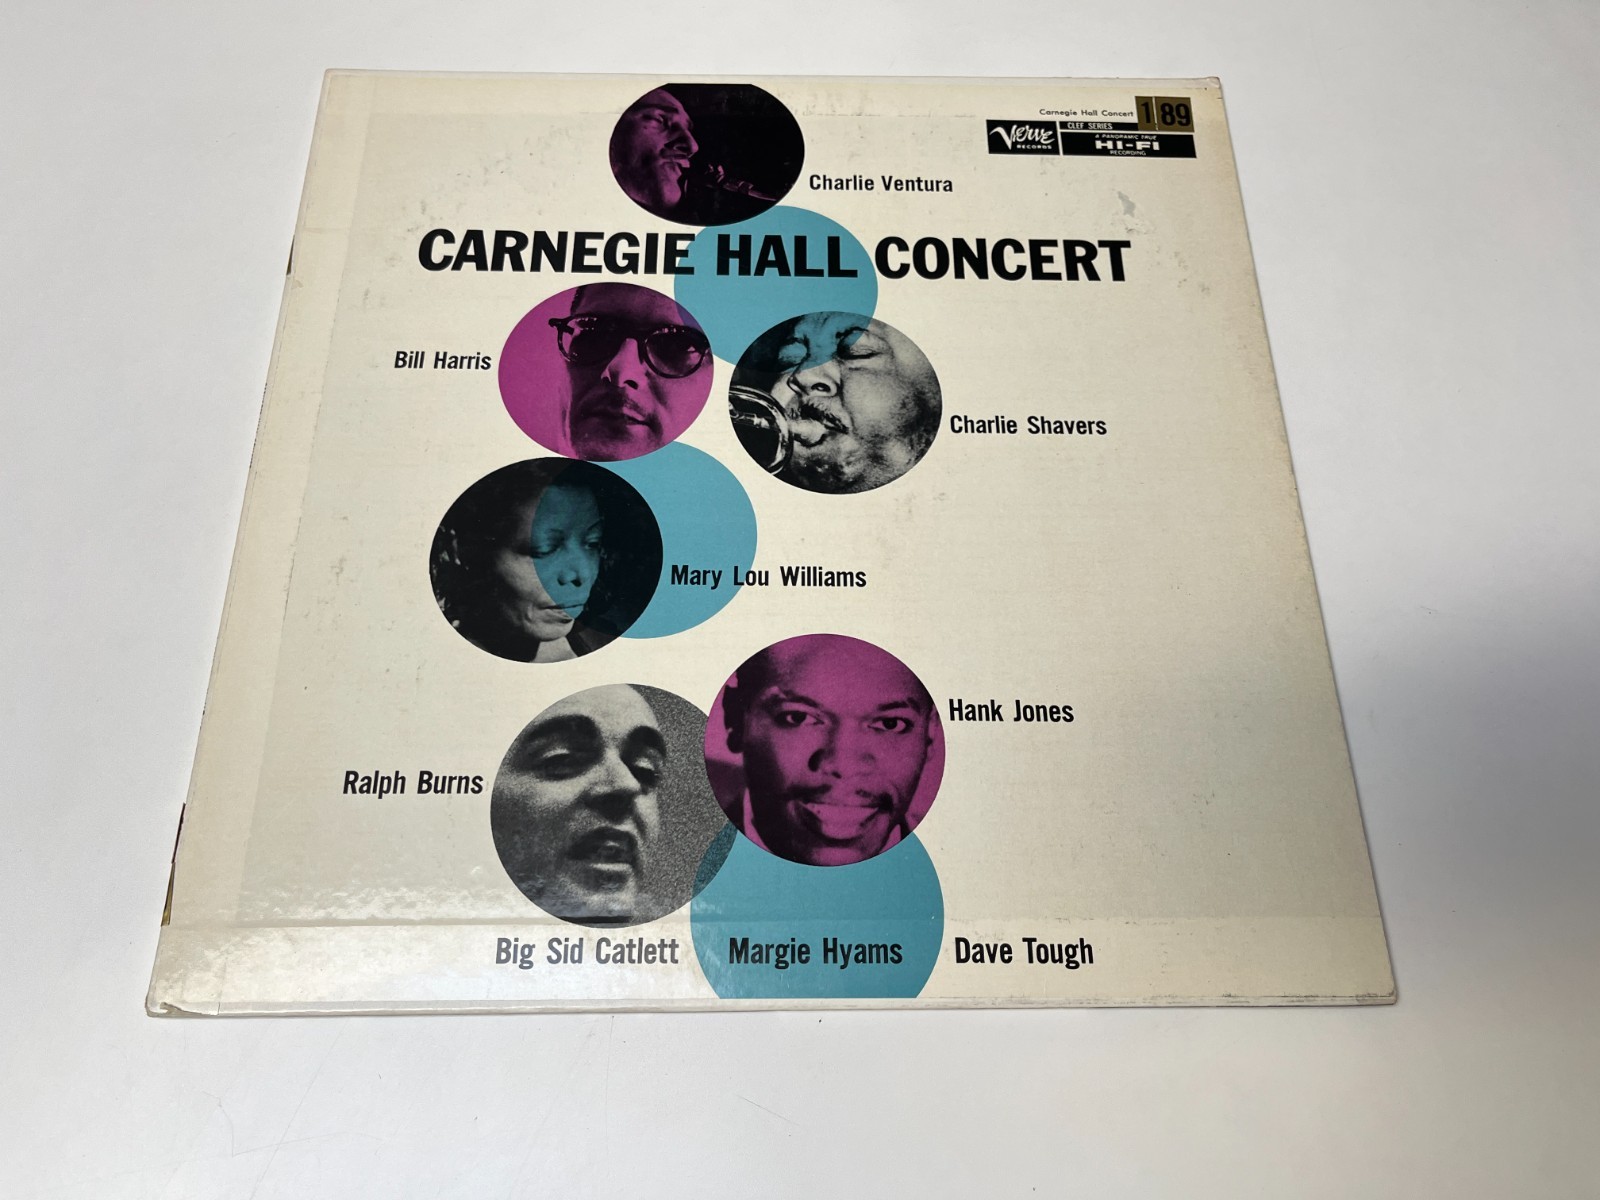 Carnegie Hall Concert 1 89
Verve
RECORDS
CLEF SERIES
A PANORAMIC TRUE
HI-FI
RECORDING
Charlie Ventura
CARNEGIE HALL CONCERT
Bill Harris
Charlie Shavers
Mary Lou Williams
Hank Jones
Ralph Burns
Big Sid Catlett Margie Hyams Dave Tough